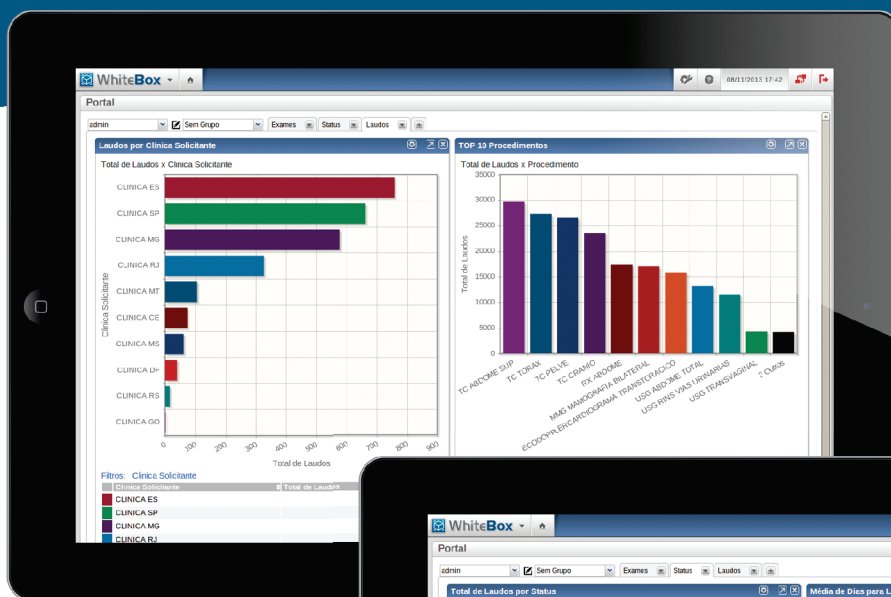 WhiteBox
08/11/2013 17:42
Portal
admin
Sem Grupo
Exames
Status
Laudos
Laudos por Clinica Solicitante
Total de Laudos x Clinica Solicitante
Clinica Solicitante
CLINICA ES
CLINICA SP
CLINICA MG
CLINICA RJ
CLINICA MT
CLINICA CE
CLINICA MS
CLINICA DF
CLINICA RS
CLINICA GO
0 100 200 300 400 500 600 700 800 900
Total de Laudos
Filtros: Clinica Solicitante
Clinica Solicitante Total de Laudos
CLINICA ES
CLINICA SP
CLINICA MG
CLINICA RJ
TOP 10 Procedimentos
Total de Laudos x Procedimento
Total de Laudos
35000
30000
25000
20000
15000
10000
5000
0
TC ABDOME SUP
TC TORAX
TC PELVE
TC CRANIO
RX ABDOME
MMG MAMOGRAFIA BILATERAL
ECODOPPLERCARDIOGRAMA TRANSTORACICO
USG ABDOME TOTAL
USG RINS VIAS URINARIAS
USG TRANSVAGINAL
WhiteBox
Portal
admin
Sem Grupo
Exames
Status
Laudos
Total de Laudos por Status
Média de Dias para L